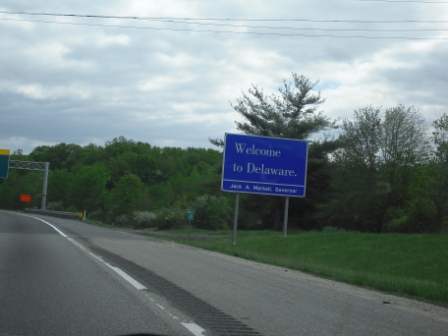 Welcome
to Delaware.
Jack A. Markell Governor